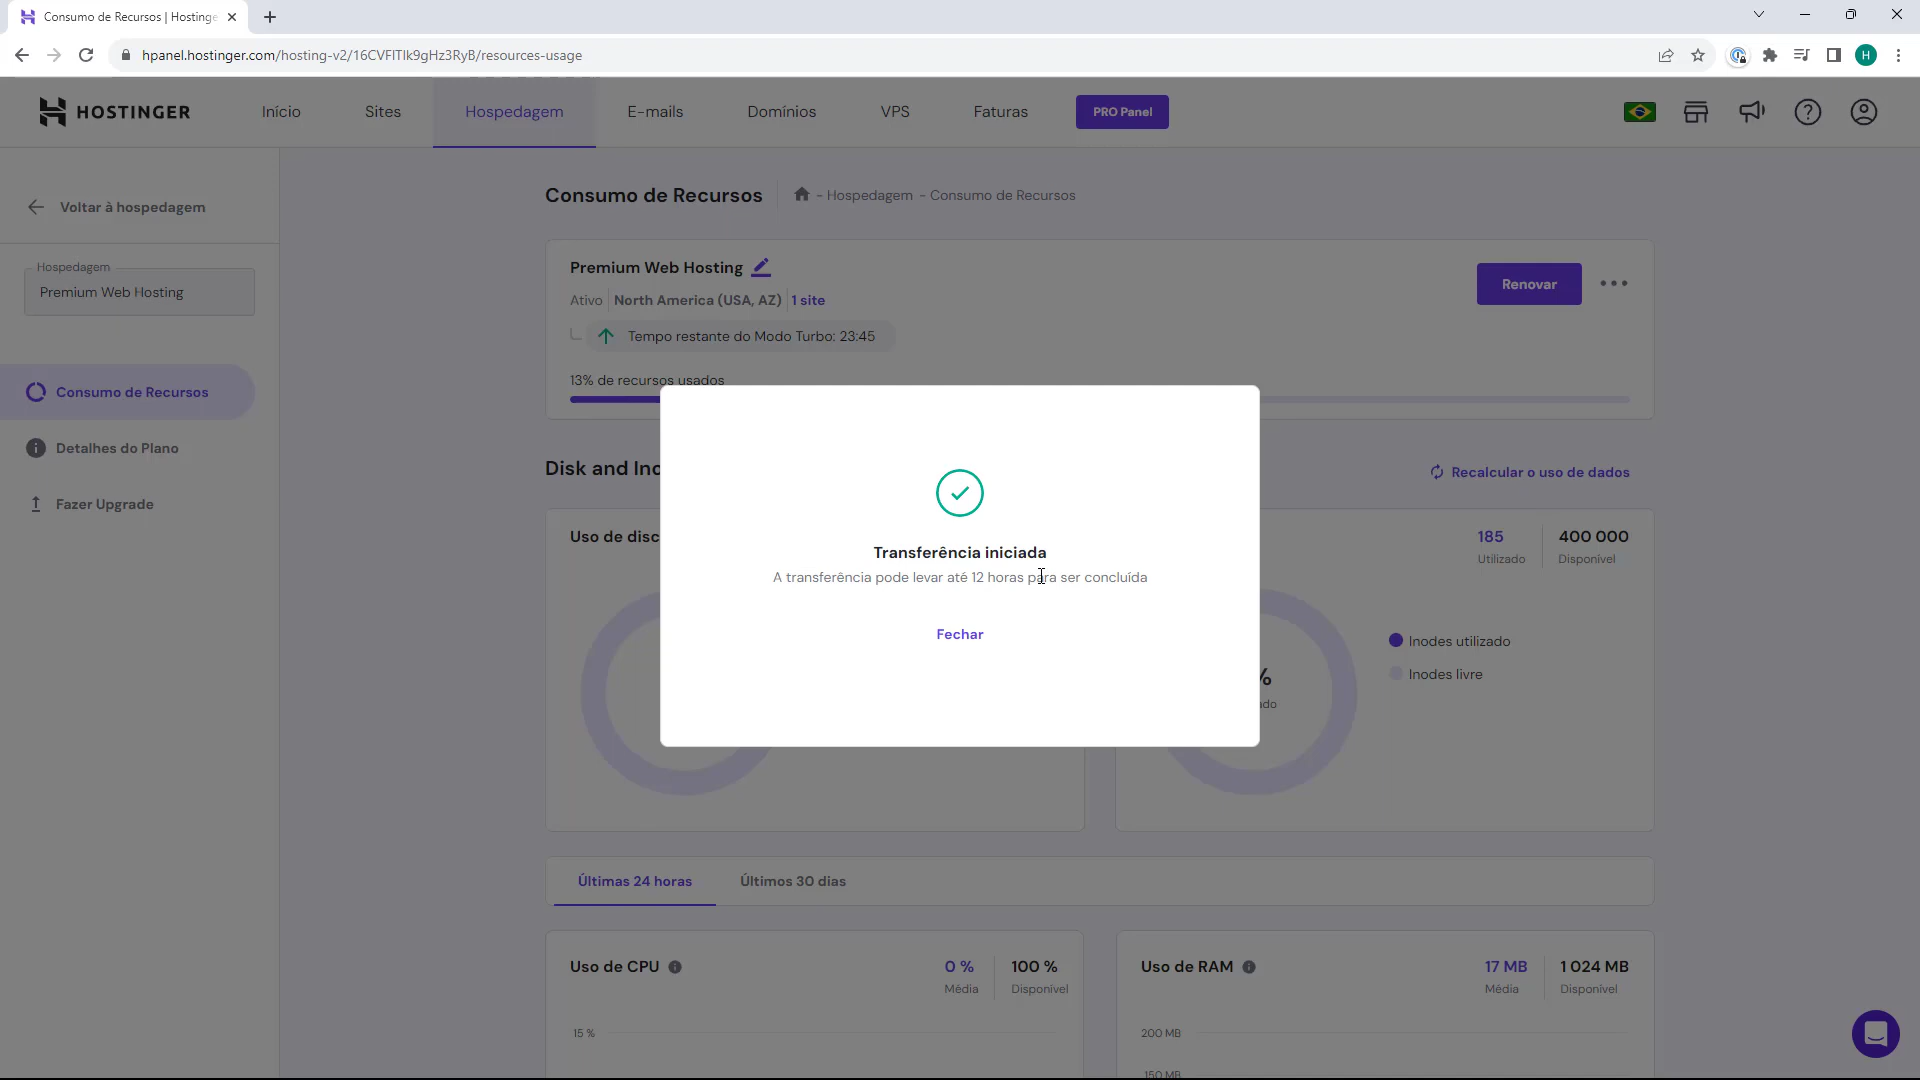 Consumo de Recursos | Hostinge
hpanel.hostinger.com/hosting-v2/16CVFlTIk9gHz3RyB/resources-usage
H
HOSTINGER
Início
Sites
Hospedagem
E-mails
Domínios
VPS
Faturas
PRO Panel
Voltar à hospedagem
Hospedagem
Premium Web Hosting
Consumo de Recursos
Detalhes do Plano
Fazer Upgrade
Consumo de Recursos
- Hospedagem - Consumo de Recursos
Premium Web Hosting
Ativo North America (USA, AZ) 1 site
Tempo restante do Modo Turbo: 23:45
13% de recursos usados
Renovar
Disk and Ino
Recalcular o uso de dados
Uso de disc
185
Utilizado
400 000
Disponível
Inodes utilizado
Inodes livre
%
ado
Transferência iniciada
A transferência pode levar até 12 horas para ser concluída
Fechar
Últimas 24 horas
Últimos 30 dias
Uso de CPU
0 %
Média
100 %
Disponível
15 %
Uso de RAM
17 MB
Média
1 024 MB
Disponível
200 MB
150 MB